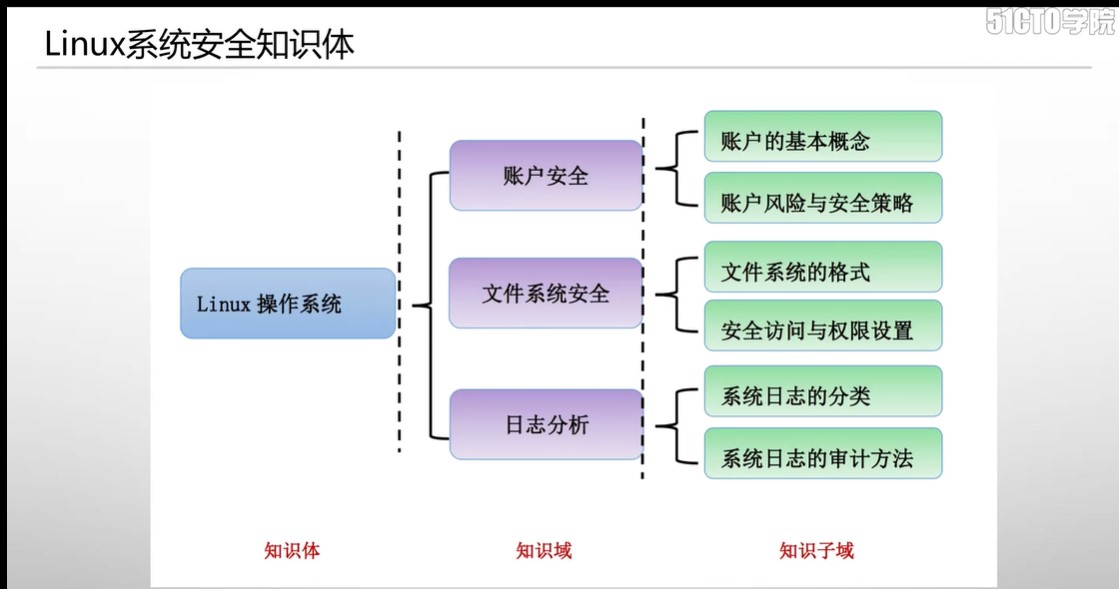 51CTO学院
Linux系统安全知识体
账户的基本概念
账户安全
账户风险与安全策略
文件系统的格式
Linux 操作系统
文件系统安全
安全访问与权限设置
系统日志的分类
日志分析
系统日志的审计方法
知识体
知识域
知识子域